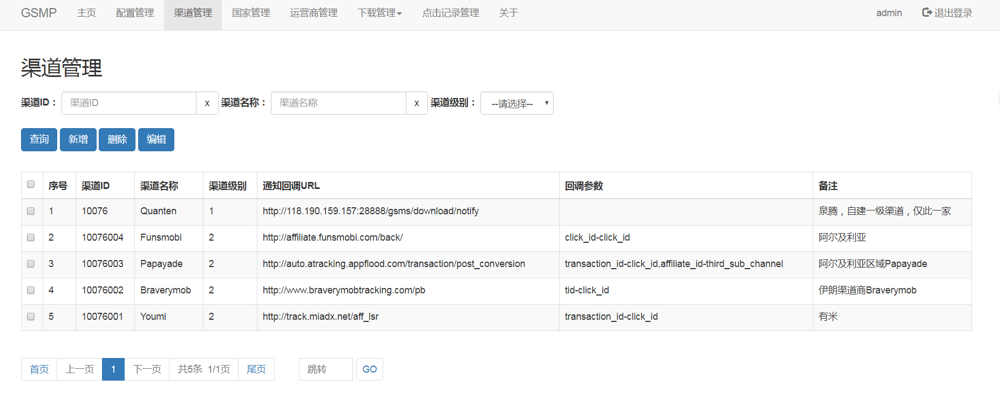 GSMP 主页 配置管理 渠道管理 国家管理 运营商管理 下载管理 点击记录管理 关于 admin 退出登录
渠道管理
渠道ID： 渠道ID x 渠道名称： 渠道名称 x 渠道级别： --请选择--
查询 新增 删除 编辑
序号 渠道ID 渠道名称 渠道级别 通知回调URL 回调参数 备注
1 10076 Quanten 1 http://118.190.159.157:28888/gsms/download/notify 泉腾，自建一级渠道，仅此一家
2 10076004 Funsmobi 2 http://affiliate.funsmobi.com/back/ click_id-click_id 阿尔及利亚
3 10076003 Papayade 2 http://auto.atracking.appflood.com/transaction/post_conversion transaction_id-click_id,affiliate_id-third_sub_channel 阿尔及利亚区域Papayade
4 10076002 Braverymob 2 http://www.braverymobtracking.com/pb tid-click_id 伊朗渠道商Braverymob
5 10076001 Youmi 2 http://track.miadx.net/aff_lsr transaction_id-click_id 有米
首页 上一页 1 下一页 共5条 1/1页 尾页 跳转 GO